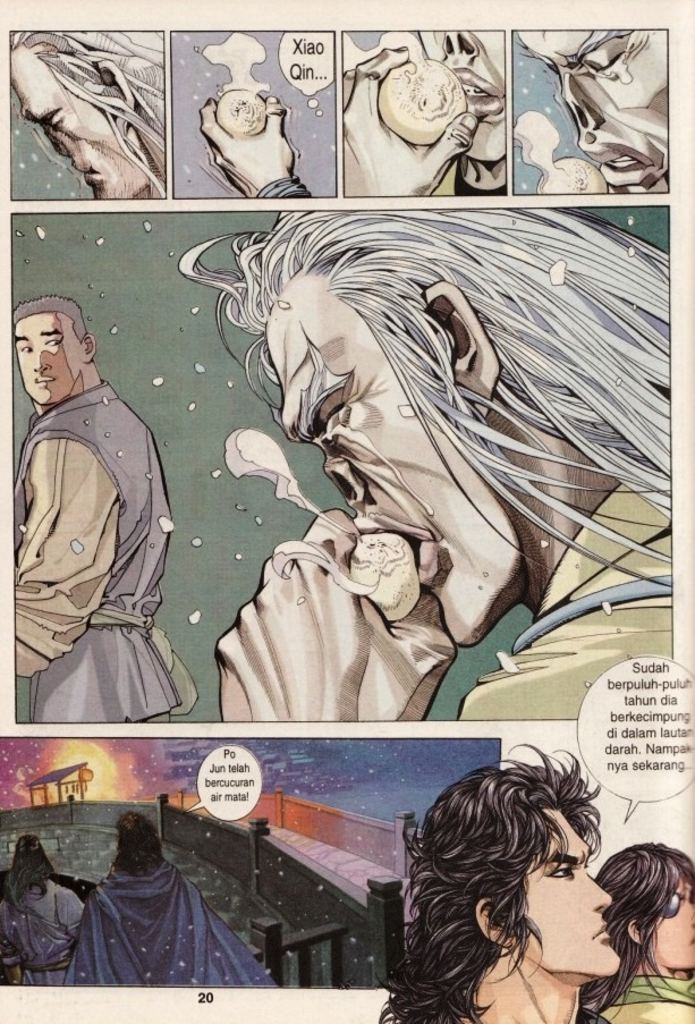 Xiao
Qin...
Po
Jun telah
bercucuran
air mata!
Sudah
berpuluh-puluh
tahun dia
berkecimpung
di dalam lautan
darah. Nampak-
nya sekarang...
20